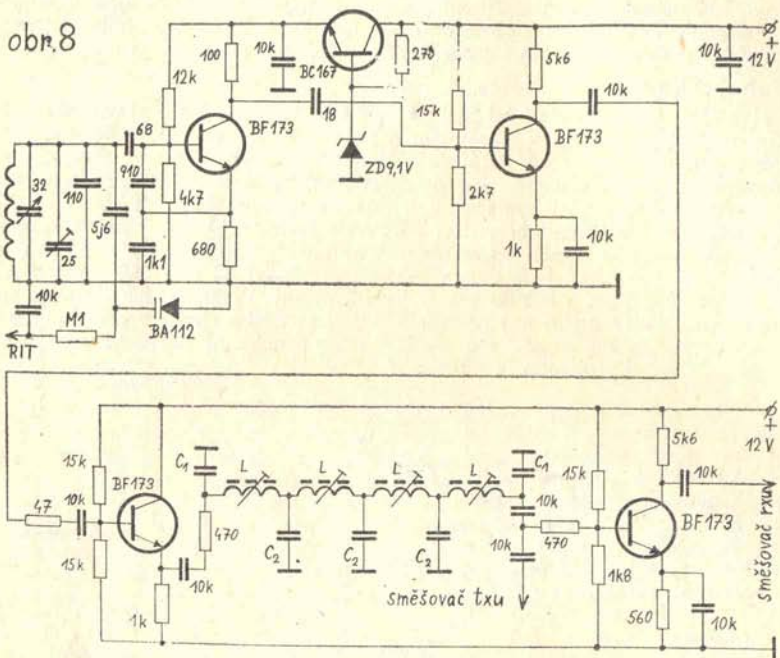 obr. 8
100
10k
BC167
270
5k6
10k
12 V
+
12k
68
BF173
18
15k
10k
BF173
32
110
910
4k7
ZD9,1V
2k7
25
5j6
1k1
680
1k
10k
10k
M1
BA112
RIT
15k
BF173
C1
L
L
L
L
C1
15k
5k6
+
12 V
10k
47
10k
470
10k
470
BF173
C2
C2
C2
10k
15k
10k
1k8
1k
směšovač txu
560
10k
směšovač rxuv